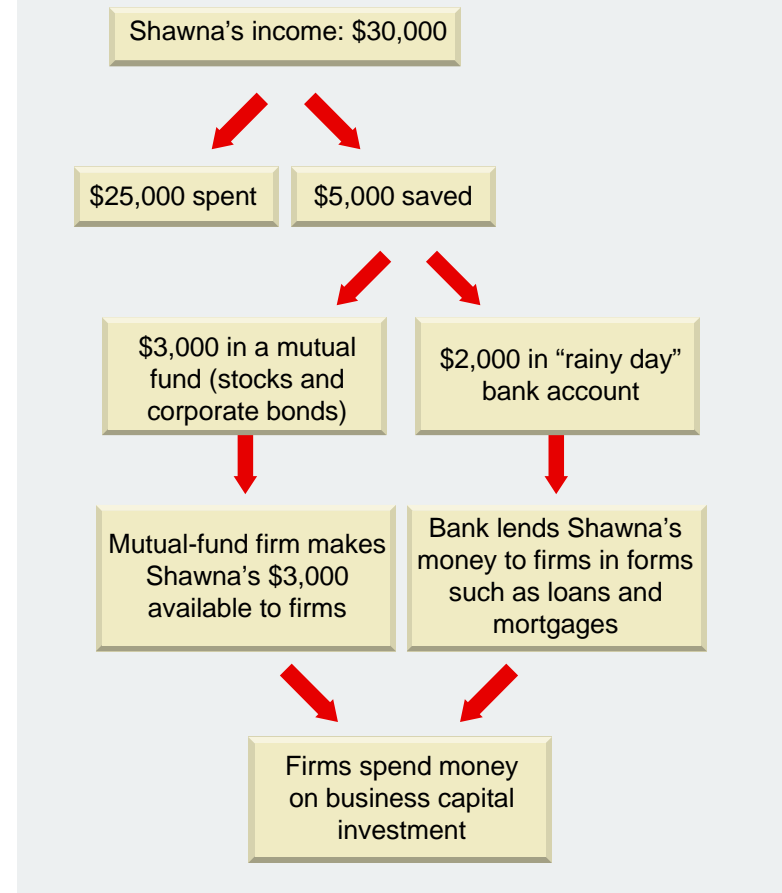 Shawna’s income: $30,000
$25,000 spent
$5,000 saved
$3,000 in a mutual
fund (stocks and
corporate bonds)
$2,000 in “rainy day”
bank account
Mutual-fund firm makes
Shawna’s $3,000
available to firms
Bank lends Shawna’s
money to firms in forms
such as loans and
mortgages
Firms spend money
on business capital
investment